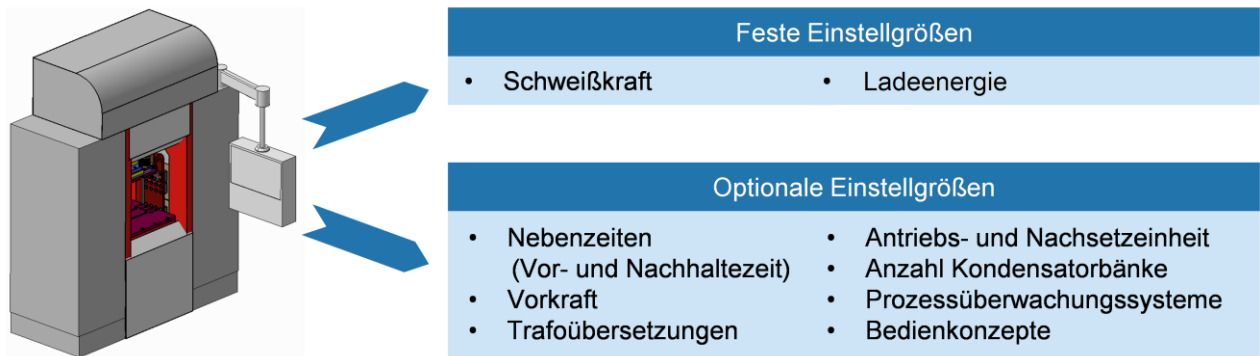 Feste Einstellgrößen
• Schweißkraft
• Ladeenergie
Optionale Einstellgrößen
• Nebenzeiten
(Vor- und Nachhaltezeit)
• Vorkraft
• Trafoübersetzungen
• Antriebs- und Nachsetzeinheit
• Anzahl Kondensatorbänke
• Prozessüberwachungssysteme
• Bedienkonzepte